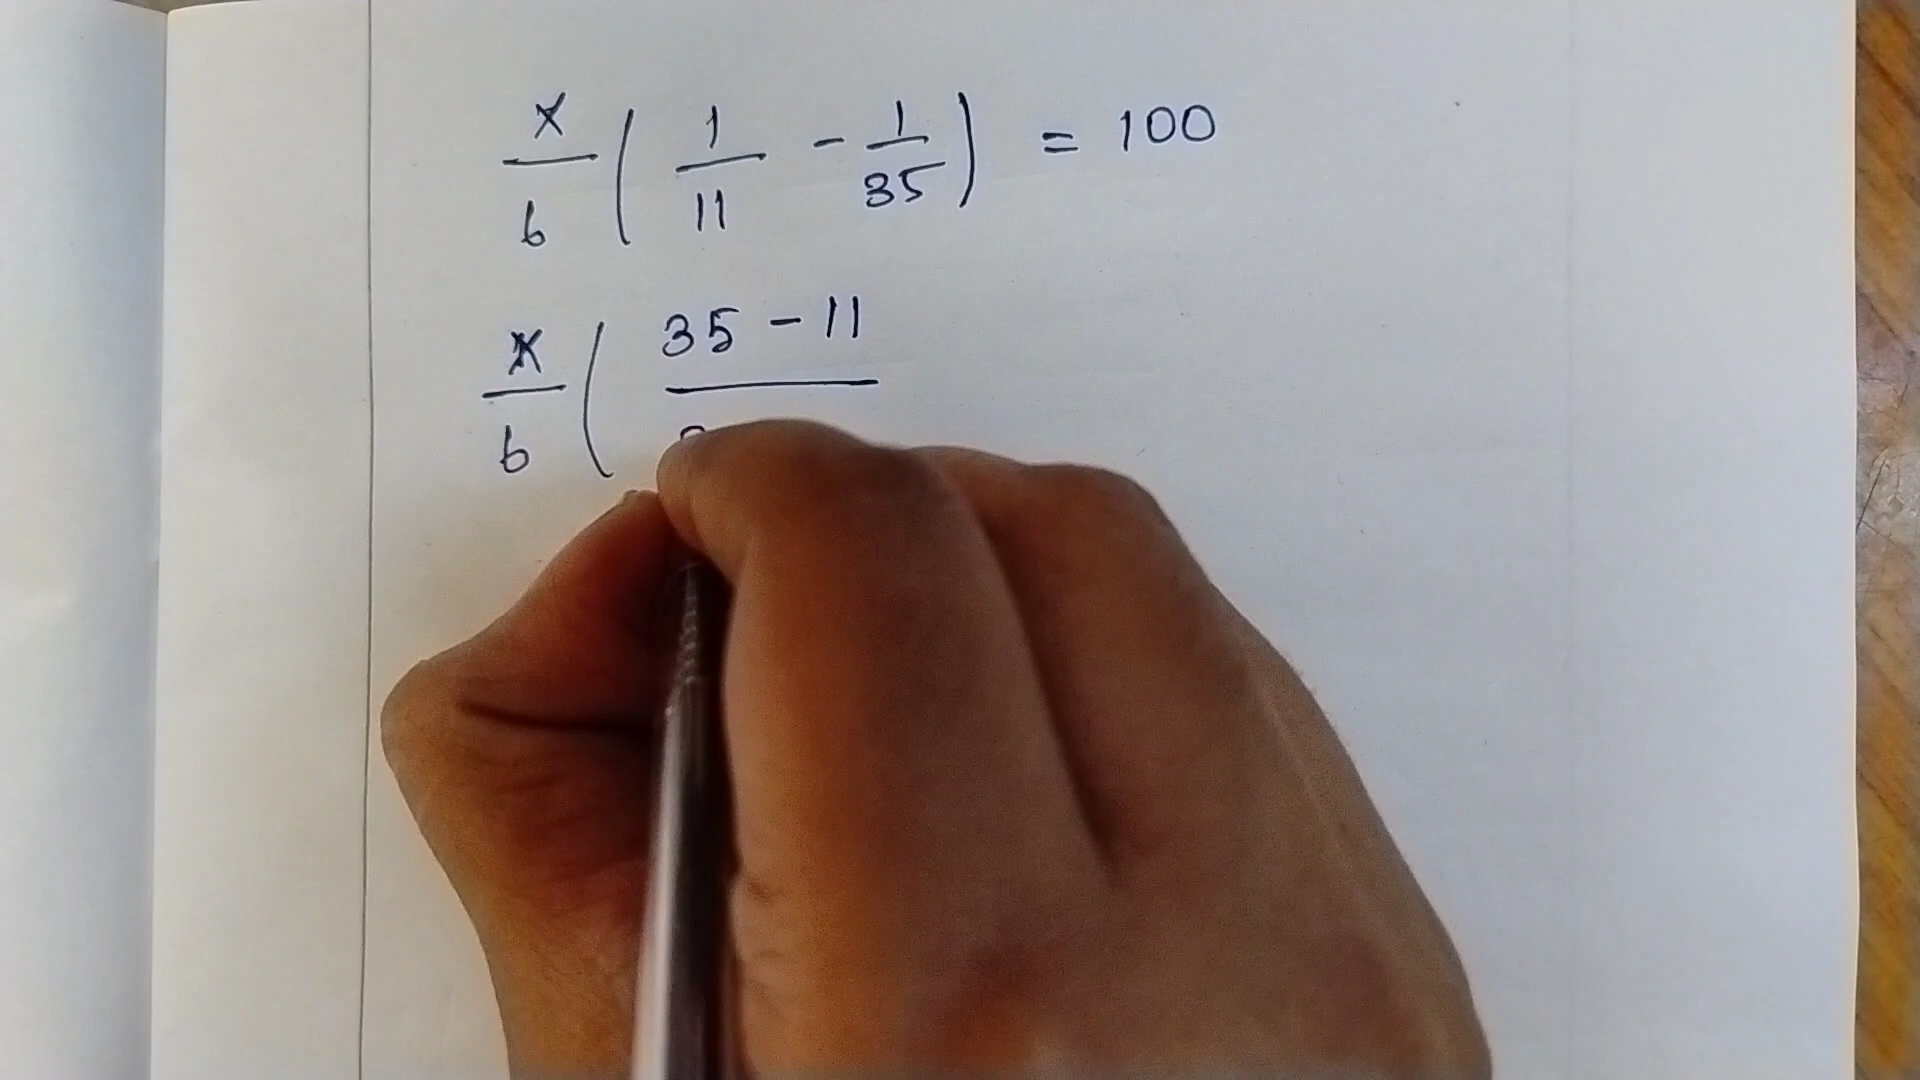 x/6 ( 1/11 - 1/35 ) = 100
x/6 ( 35 - 11